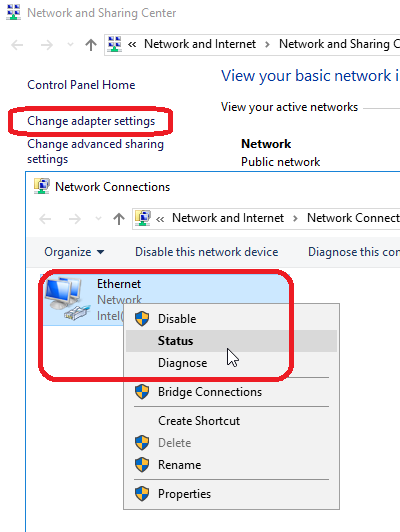 Network and Sharing Center
« Network and Internet > Network and Sharing C
Control Panel Home
View your basic network i
Change adapter settings
View your active networks
Change advanced sharing
settings
Network
Public network
Network Connections
« Network and Internet > Network Connect
Organize
Disable this network device
Diagnose this con
Ethernet
Network
Intel(
Disable
Status
Diagnose
Bridge Connections
Create Shortcut
Delete
Rename
Properties